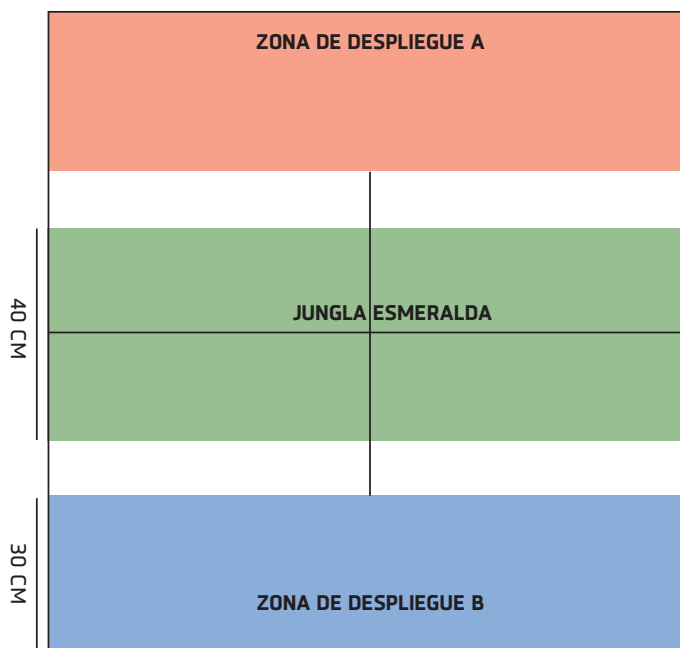 ZONA DE DESPLIEGUE A
JUNGLA ESMERALDA
40 CM
30 CM
ZONA DE DESPLIEGUE B